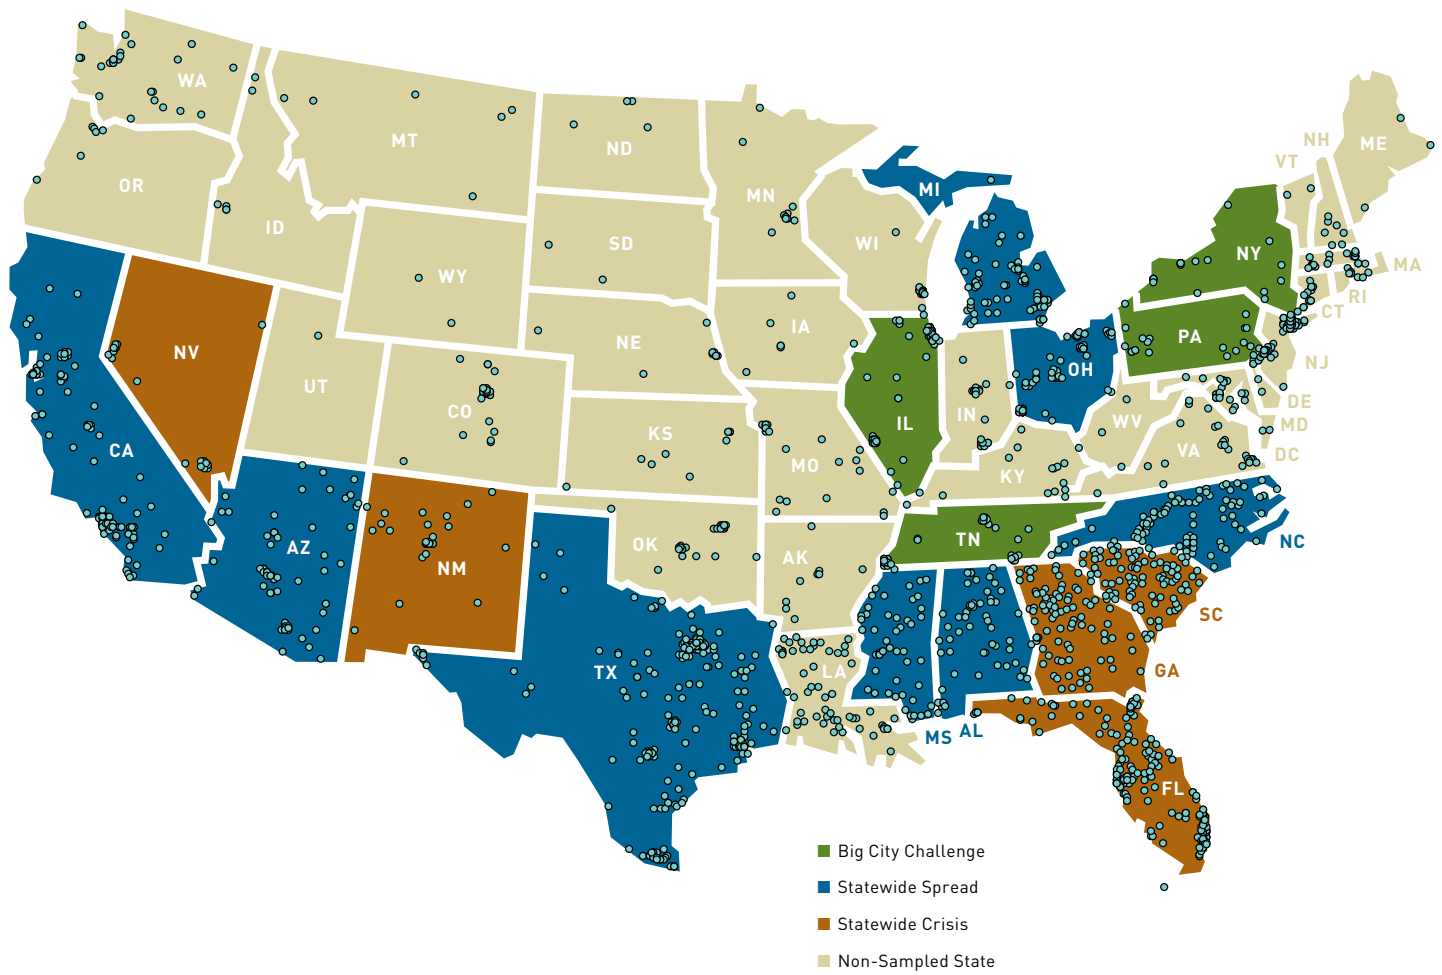 WA
MT
ND
OR
ID
MN
MI
NH
VT
ME
SD
WI
NY
MA
WY
RI
CT
NV
NE
IA
PA
NJ
UT
CO
OH
IN
DE
CA
KS
MO
IL
WV
MD
VA
DC
KY
AZ
NM
OK
AK
TN
NC
SC
TX
LA
GA
MS
AL
FL
Big City Challenge
Statewide Spread
Statewide Crisis
Non-Sampled State